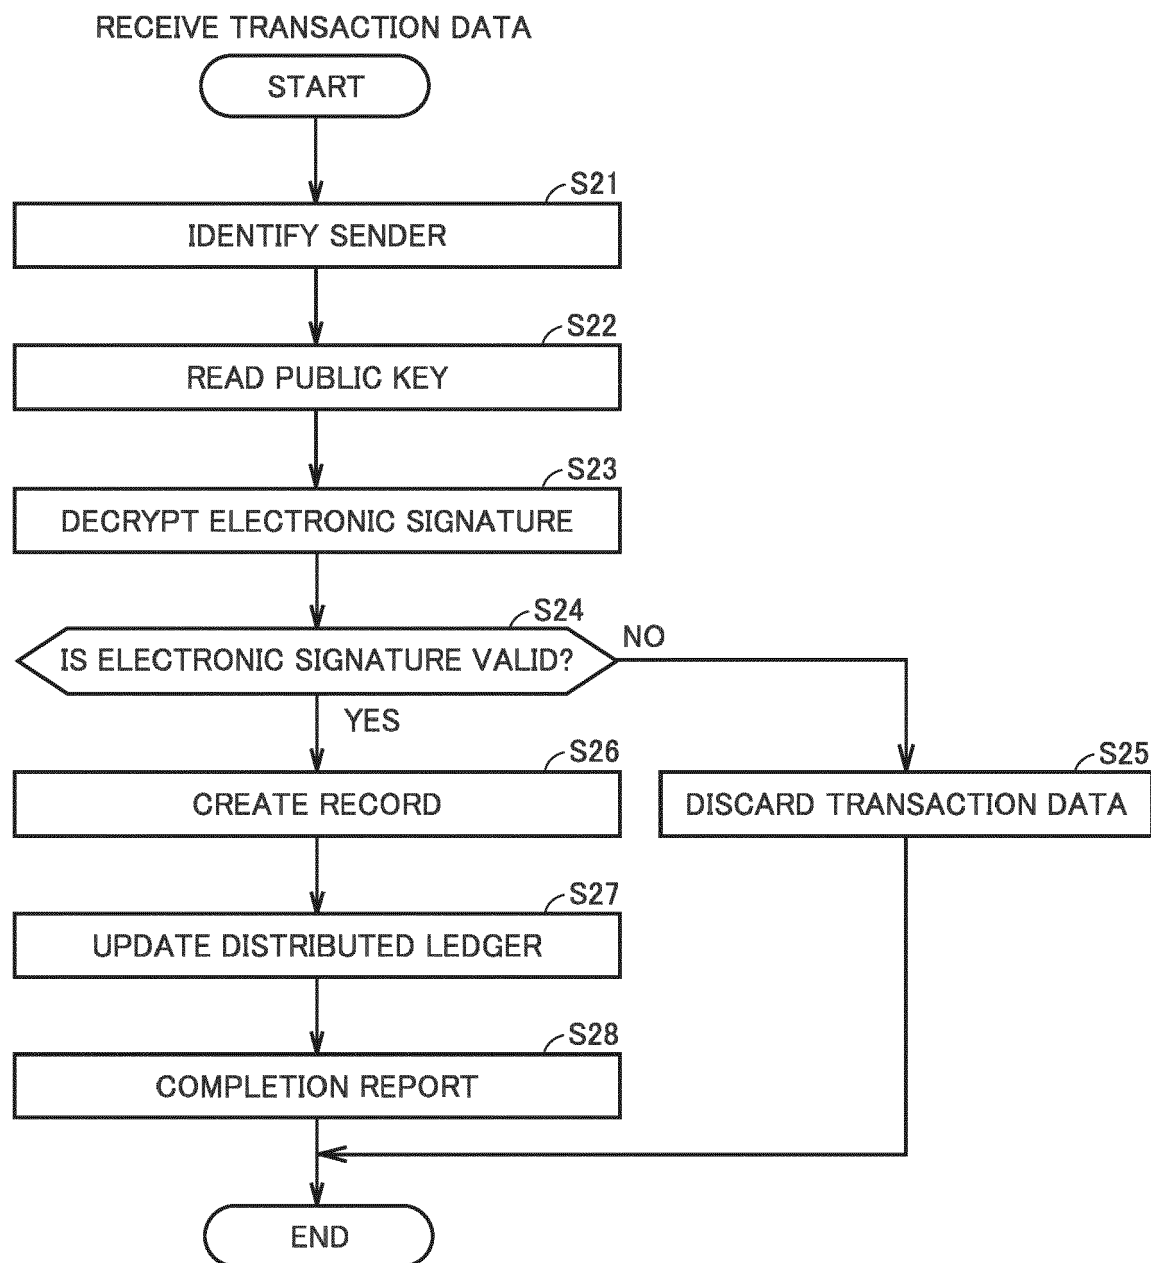 RECEIVE TRANSACTION DATA
START
S21
IDENTIFY SENDER
S22
READ PUBLIC KEY
S23
DECRYPT ELECTRONIC SIGNATURE
S24
IS ELECTRONIC SIGNATURE VALID?
NO
YES
S26
CREATE RECORD
S25
DISCARD TRANSACTION DATA
S27
UPDATE DISTRIBUTED LEDGER
S28
COMPLETION REPORT
END